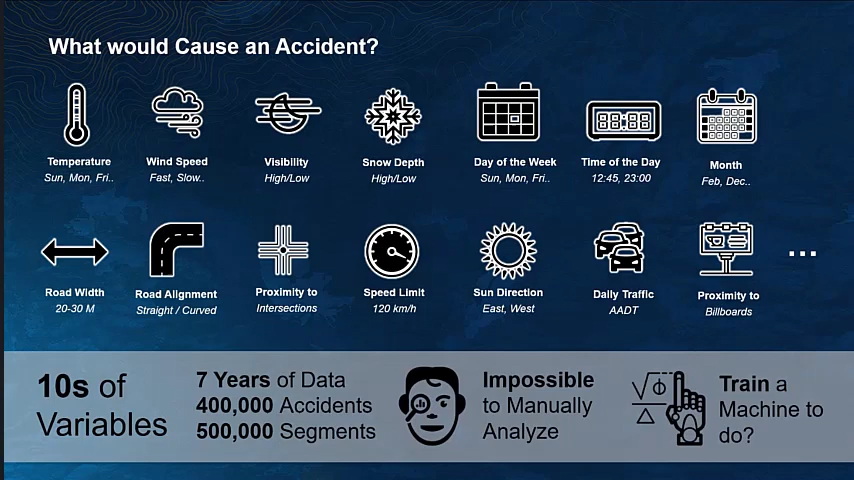 What would Cause an Accident?
Temperature
Sun, Mon, Fri..
Wind Speed
Fast, Slow..
Visibility
High/Low
Snow Depth
High/Low
Day of the Week
Sun, Mon, Fri..
Time of the Day
12:45, 23:00
Month
Feb, Dec..
Road Width
20-30 M
Road Alignment
Straight / Curved
Proximity to
Intersections
Speed Limit
120 km/h
Sun Direction
East, West
Daily Traffic
AADT
Proximity to
Billboards
...
10s of
Variables
7 Years of Data
400,000 Accidents
500,000 Segments
Impossible
to Manually
Analyze
√Φ
Δ
Train a
Machine to
do?